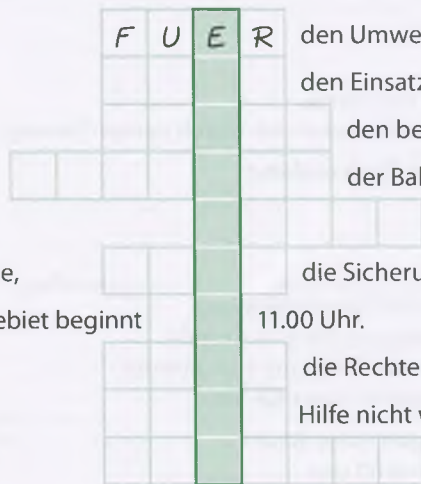 F U E R den Umwe
den Einsatz
den be
der Bal
e, die Sicheru
ebiet beginnt 11.00 Uhr.
die Rechte
Hilfe nicht